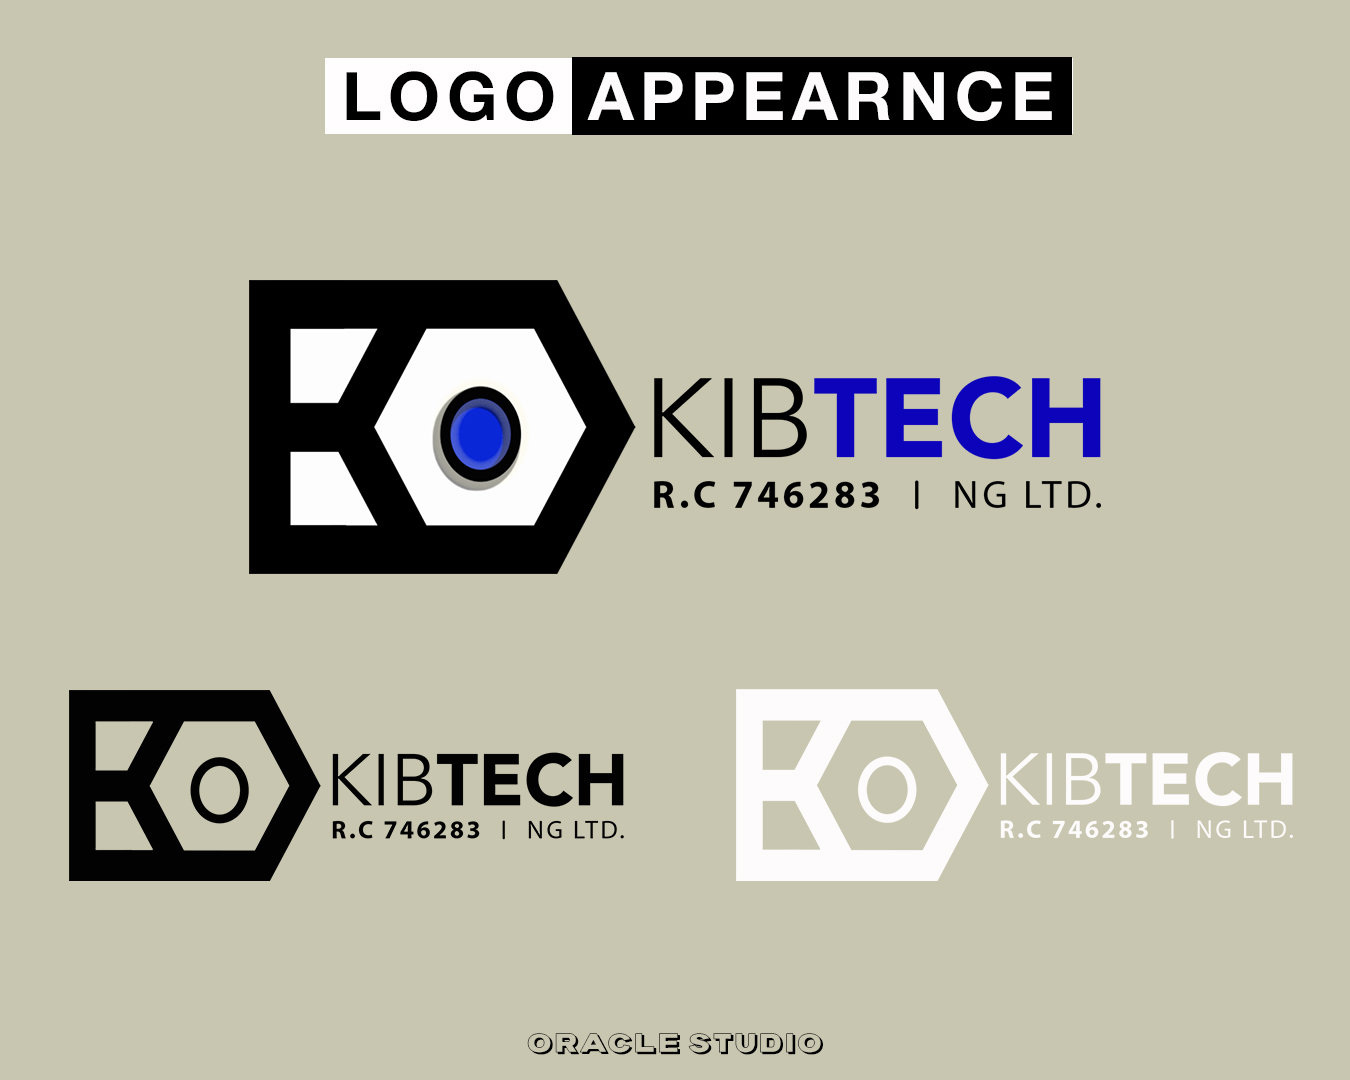 LOGO APPEARNCE
KIBTECH
R.C 746283 | NG LTD.
KIBTECH
R.C 746283 | NG LTD.
KIBTECH
R.C 746283 | NG LTD.
ORACLE STUDIO